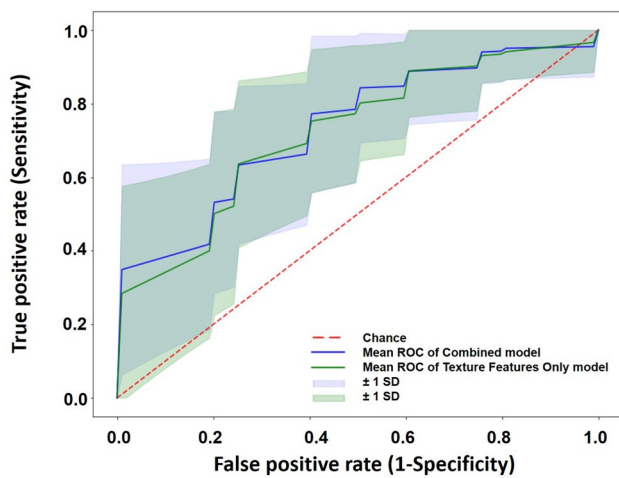 True positive rate (Sensitivity)
1.0
0.8
0.6
0.4
0.2
0.0
Chance
Mean ROC of Combined model
Mean ROC of Texture Features Only model
± 1 SD
± 1 SD
0.0 0.2 0.4 0.6 0.8 1.0
False positive rate (1-Specificity)